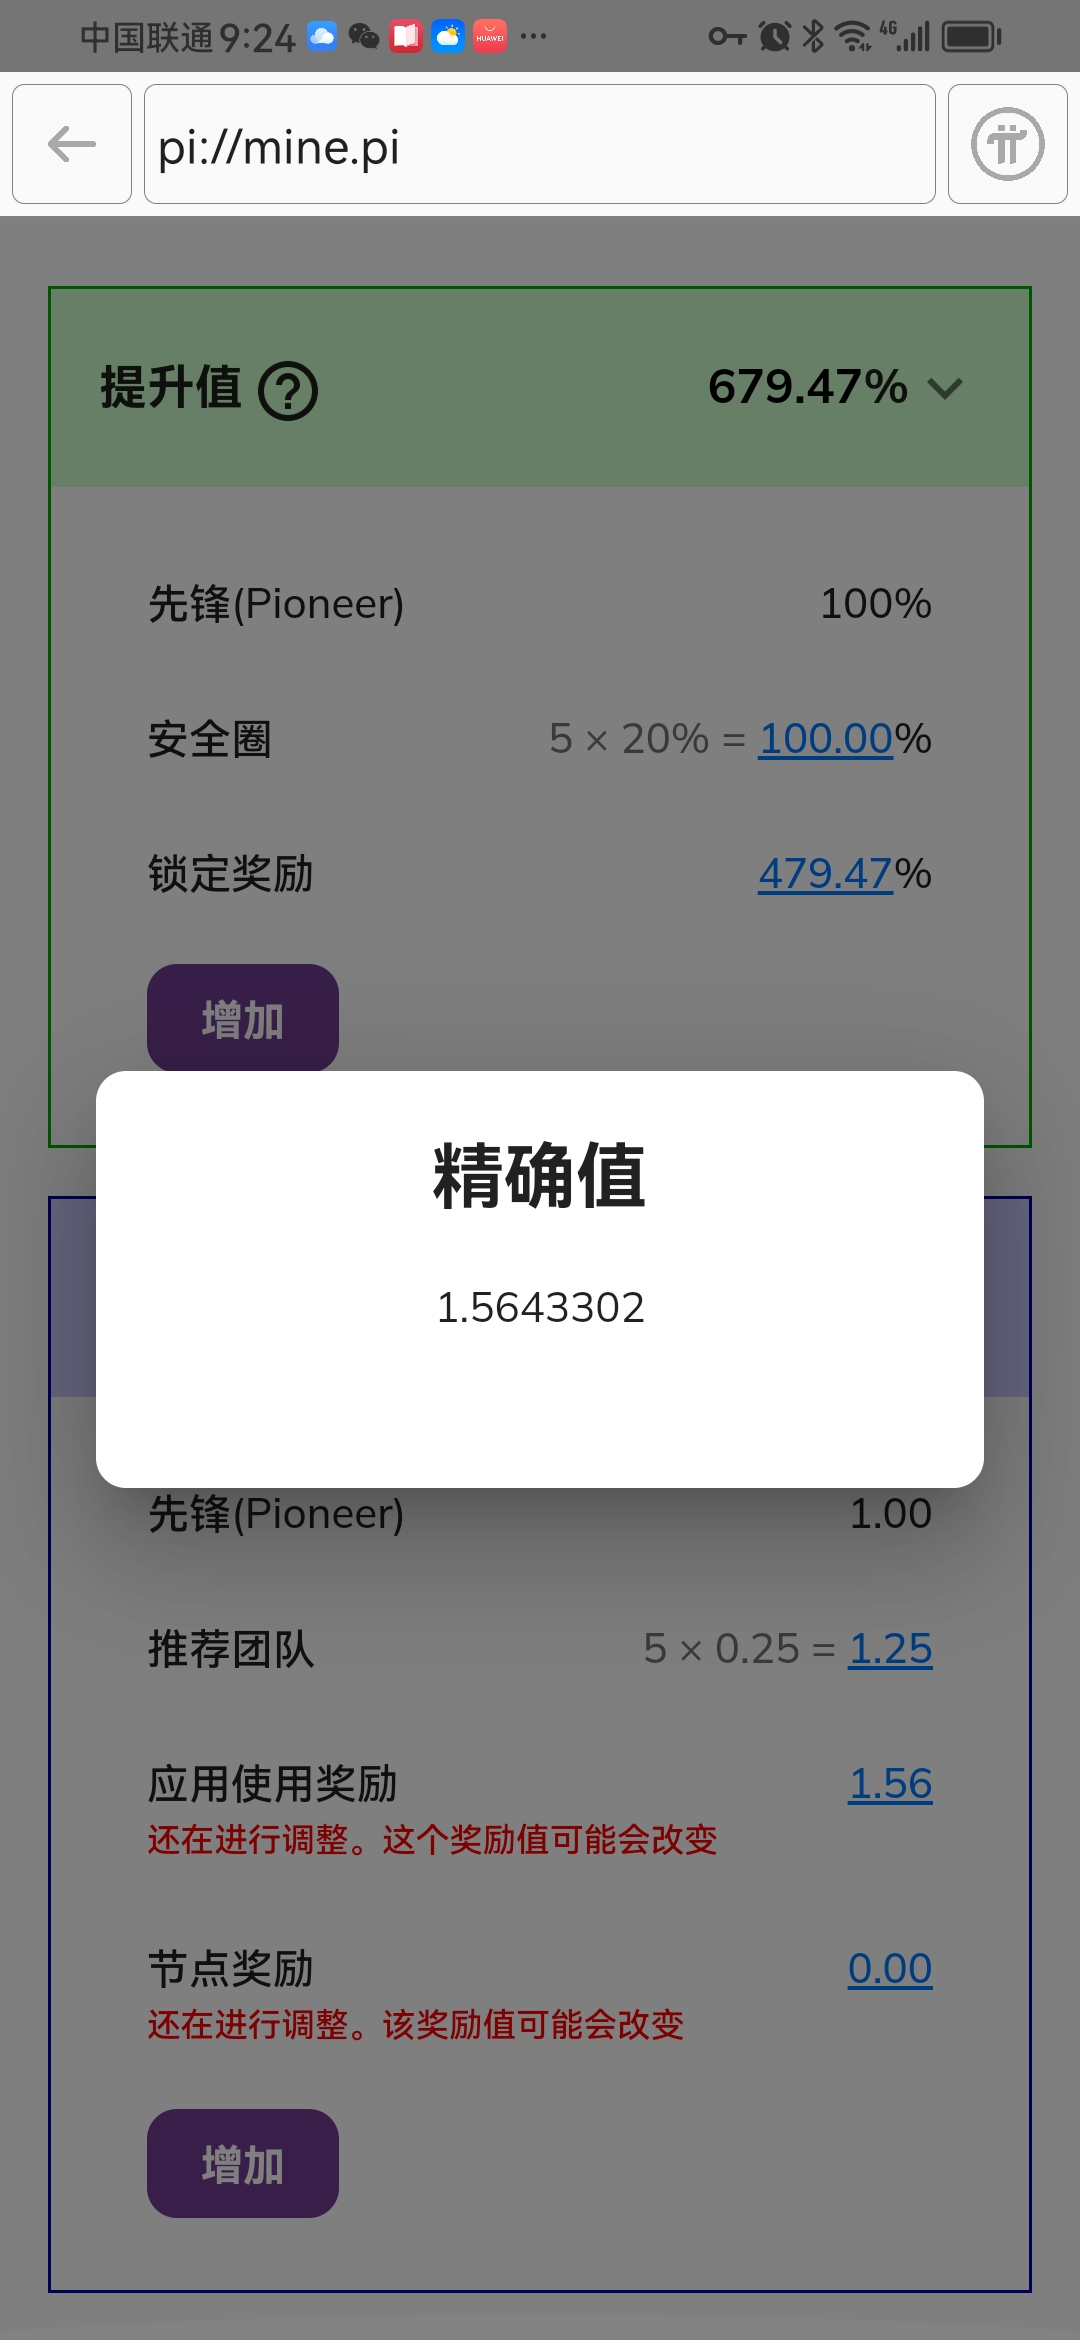 中国联通 9:24 HUAWEI ··· 4G
pi://mine.pi
提升值 ? 679.47%
先锋(Pioneer) 100%
安全圈 5 × 20% = 100.00%
锁定奖励 479.47%
增加
精确值
1.5643302
先锋(Pioneer) 1.00
推荐团队 5 × 0.25 = 1.25
应用使用奖励 1.56
还在进行调整。这个奖励值可能会改变
节点奖励 0.00
还在进行调整。该奖励值可能会改变
增加